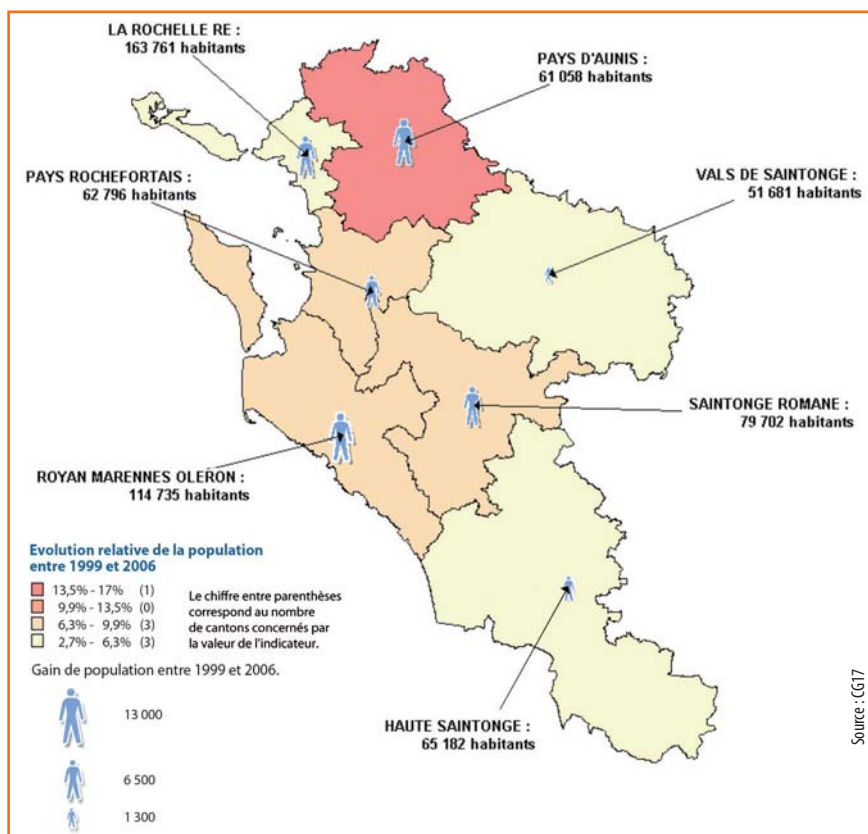 LA ROCHELLE RE :
163 761 habitants
PAYS D'AUNIS :
61 058 habitants
PAYS ROCHEFORTAIS :
62 796 habitants
VALS DE SAINTONGE :
51 681 habitants
SAINTONGE ROMANE :
79 702 habitants
ROYAN MARENNES OLERON :
114 735 habitants
HAUTE SAINTONGE :
65 182 habitants
Evolution relative de la population
entre 1999 et 2006
13,5% - 17% (1)
9,9% - 13,5% (0)
6,3% - 9,9% (3)
2,7% - 6,3% (3)
Le chiffre entre parenthèses
correspond au nombre
de cantons concernés par
la valeur de l'indicateur.
Gain de population entre 1999 et 2006.
13 000
6 500
1 300
Source : CG17